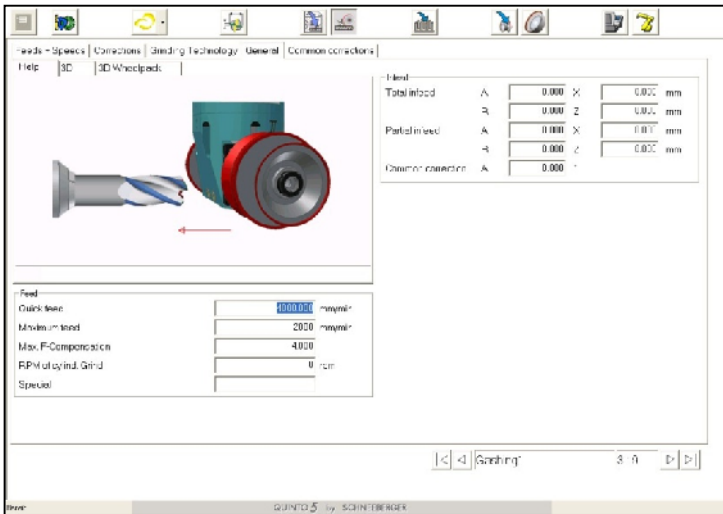 Feeds + Speeds Corrections Grinding Technology General Common corrections
Help 3D 3D Wheelpack
Infeed
Total infeed A 0.000 X 0.000 mm
B 0.000 Z 0.000 mm
Partial infeed A 0.000 X 0.000 mm
B 0.000 Z 0.000 mm
Common correction A 0.000 °
Feed
Quick feed 4000.000 mm/min
Maximum feed 2000 mm/min
Max. F-Compensation 4.000
RPM of cylind. Grind 0 rpm
Special
Gashing1
QUINTO 5 by SCHNEEBERGER